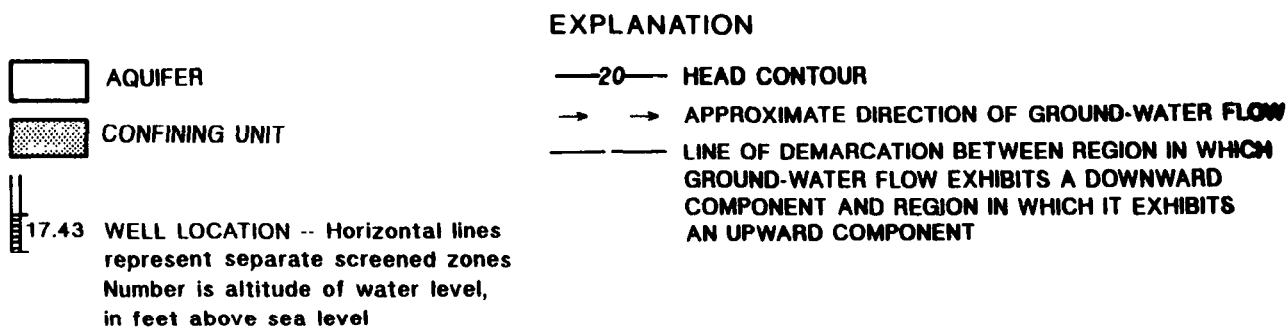 EXPLANATION
AQUIFER
CONFINING UNIT
17.43 WELL LOCATION -- Horizontal lines
represent separate screened zones
Number is altitude of water level,
in feet above sea level
20 HEAD CONTOUR
APPROXIMATE DIRECTION OF GROUND-WATER FLOW
LINE OF DEMARCATION BETWEEN REGION IN WHICH
GROUND-WATER FLOW EXHIBITS A DOWNWARD
COMPONENT AND REGION IN WHICH IT EXHIBITS
AN UPWARD COMPONENT